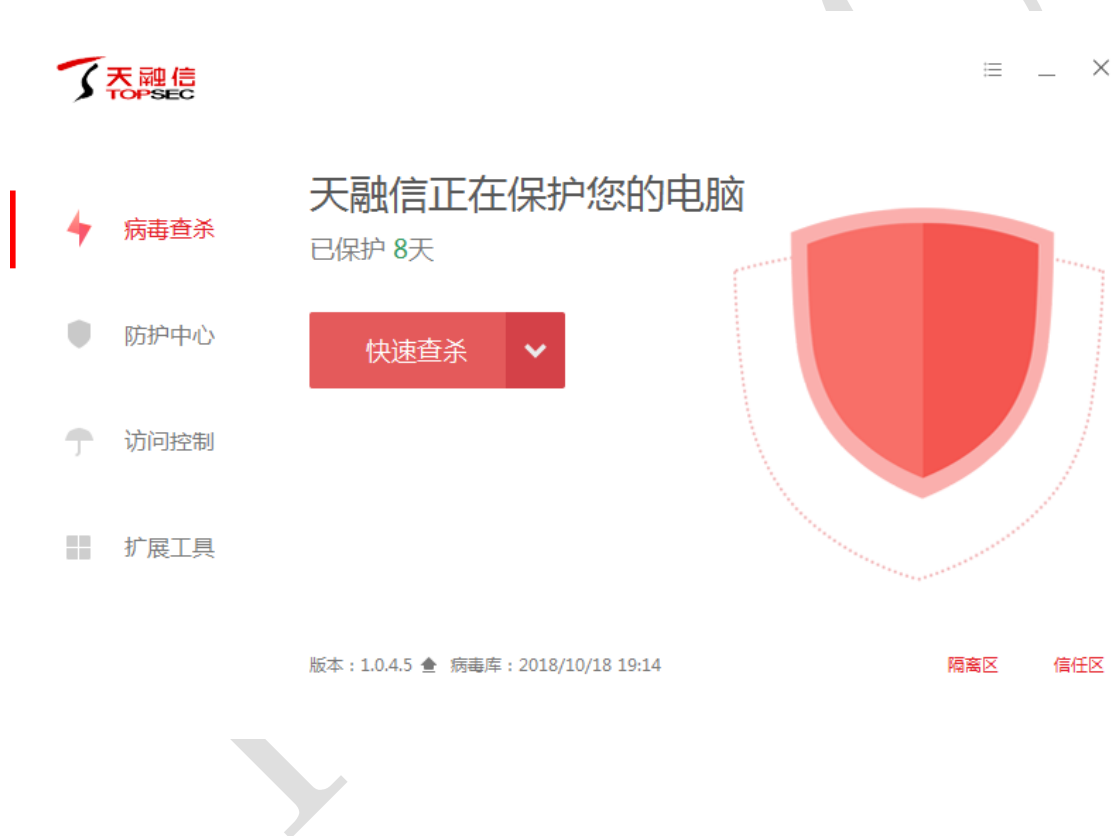 天融信
TOPSEC
天融信正在保护您的电脑
已保护 8天
病毒查杀
防护中心
快速查杀
访问控制
扩展工具
版本：1.0.4.5 病毒库：2018/10/18 19:14
隔离区 信任区